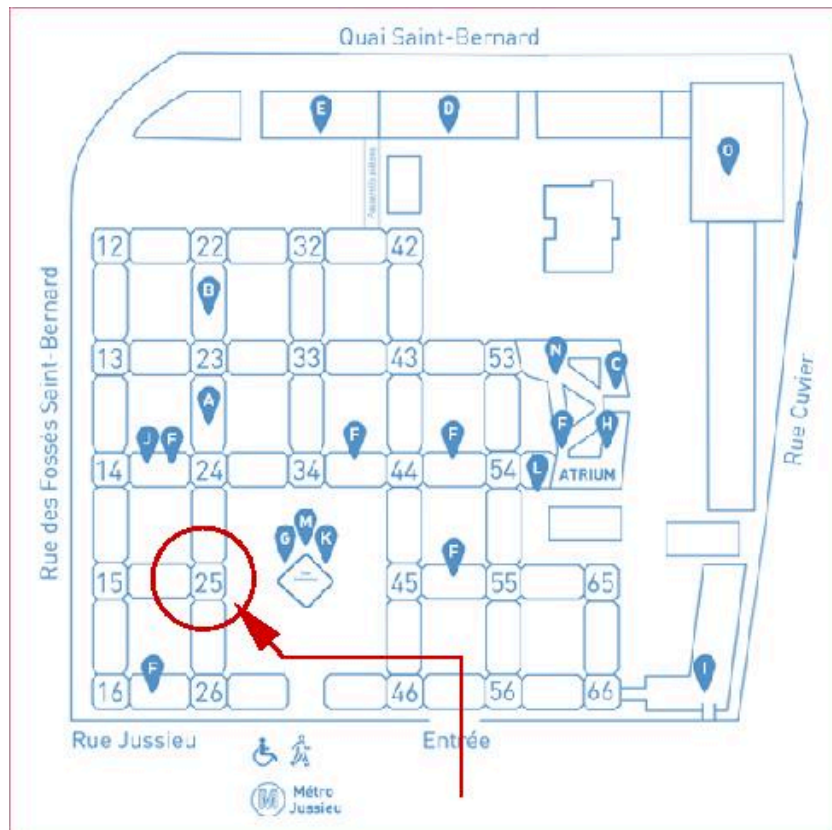 Quai Saint-Bernard
E
D
O
Passerelle piétons
12
22
32
42
B
Rue des Fossés Saint-Bernard
13
23
33
43
53
N
C
A
Rue Cuvier
J
F
F
F
F
H
14
24
34
44
54
L
ATRIUM
G
M
K
F
15
25
45
55
65
F
I
16
26
46
56
66
Rue Jussieu
Entrée
M
Métro
Jussieu